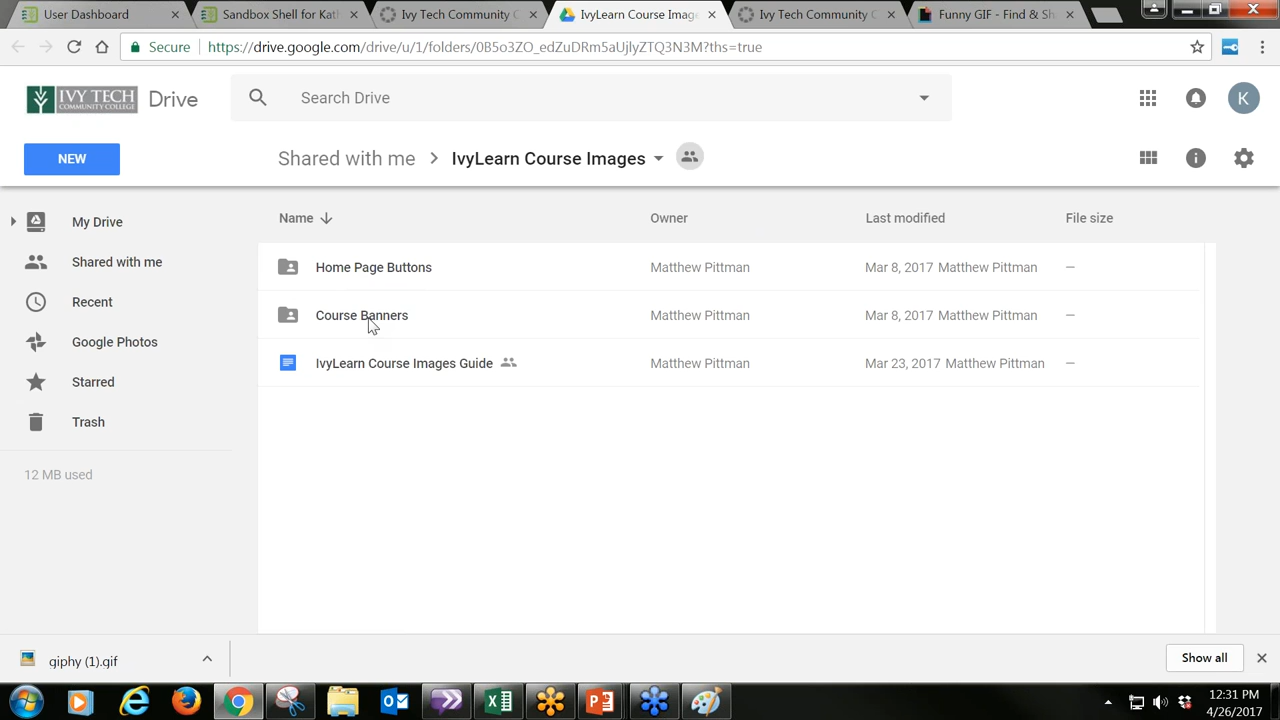 User Dashboard
Sandbox Shell for Kath
Ivy Tech Community C
IvyLearn Course Imag
Ivy Tech Community C
Funny GIF - Find & Sh
Secure
https://drive.google.com/drive/u/1/folders/0B5o3ZO_edZuDRm5aUjlyZTQ3N3M?ths=true
IVY TECH
COMMUNITY COLLEGE
Drive
Search Drive
K
NEW
Shared with me > IvyLearn Course Images
Name
Owner
Last modified
File size
My Drive
Shared with me
Recent
Google Photos
Starred
Trash
12 MB used
Home Page Buttons Matthew Pittman Mar 8, 2017 Matthew Pittman —
Course Banners Matthew Pittman Mar 8, 2017 Matthew Pittman —
IvyLearn Course Images Guide Matthew Pittman Mar 23, 2017 Matthew Pittman —
giphy (1).gif
Show all
12:31 PM
4/26/2017